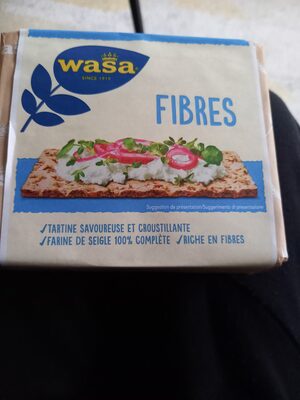 wasa
SINCE 1919
FIBRES
Suggestion de présentation/Suggerimento di presentazione
✓TARTINE SAVOUREUSE ET CROUSTILLANTE
✓FARINE DE SEIGLE 100% COMPLÈTE ✓RICHE EN FIBRES